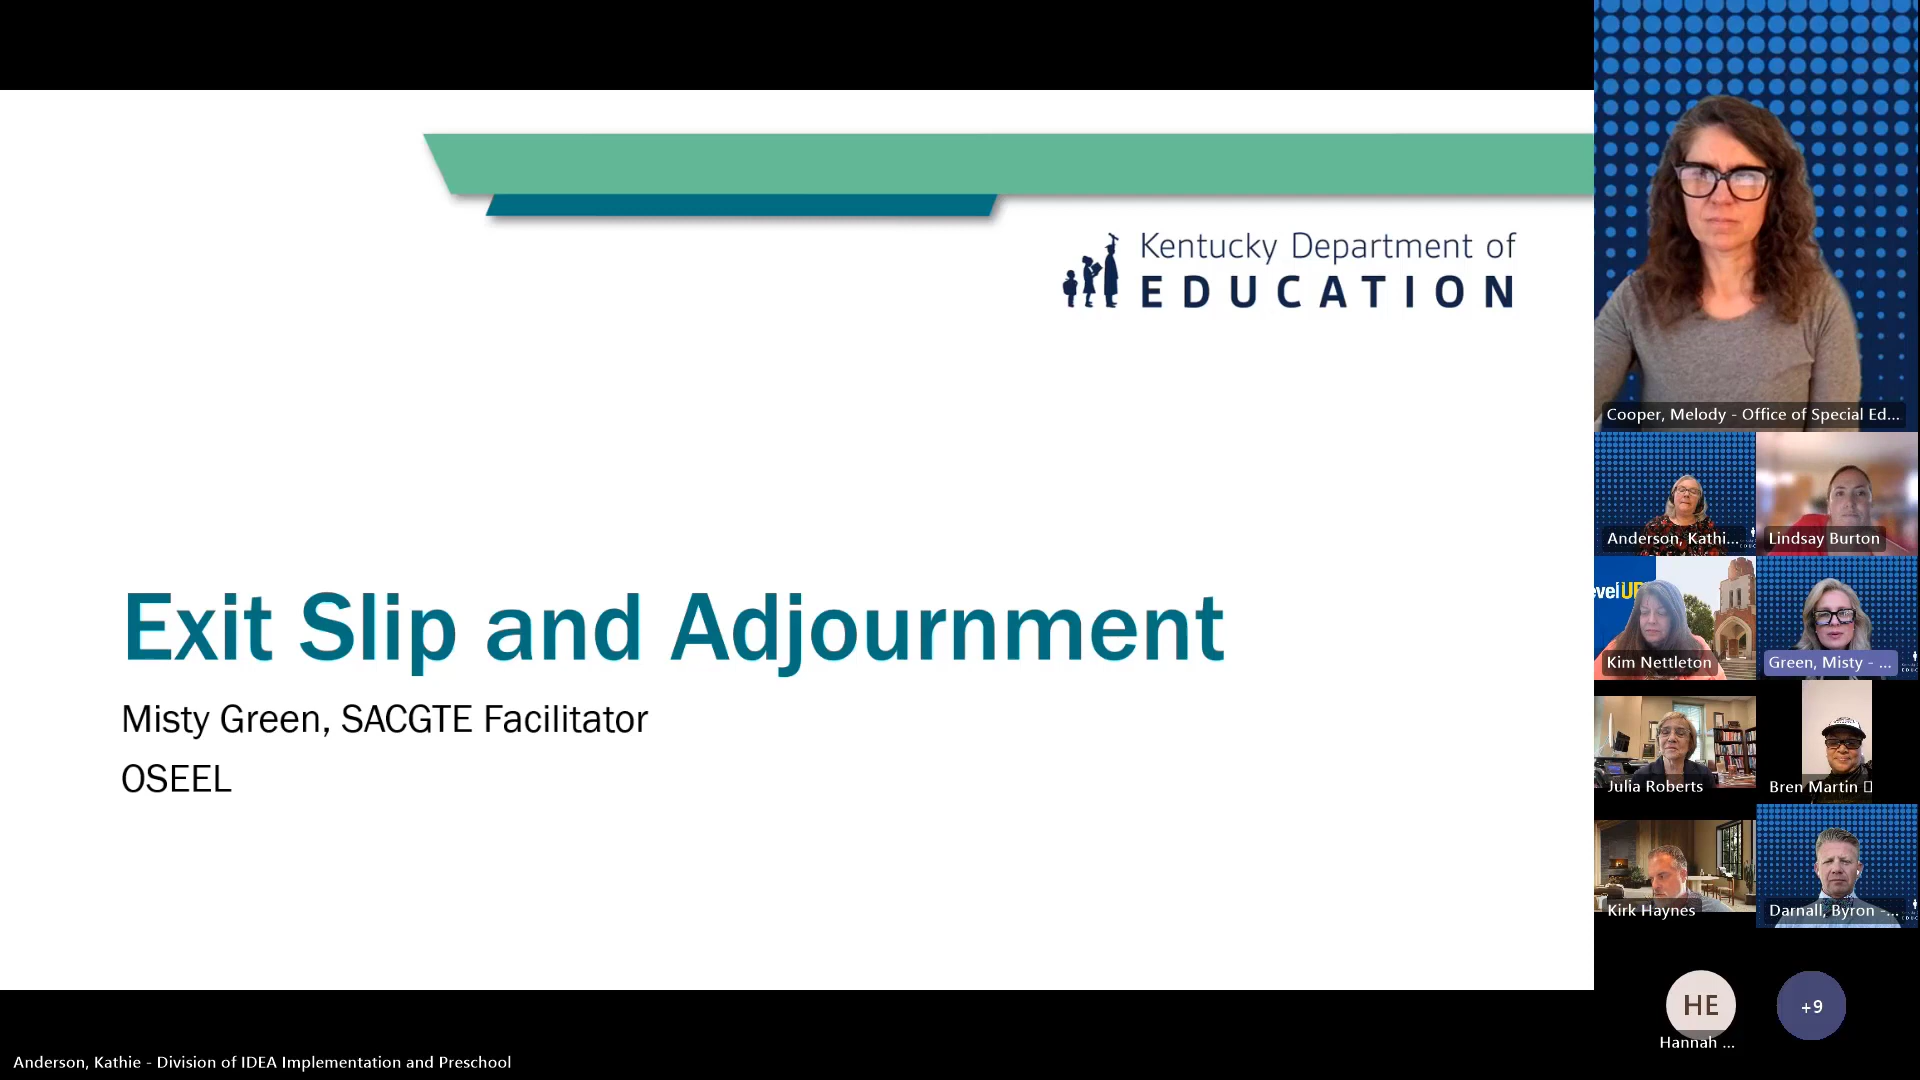 Kentucky Department of
EDUCATION
Exit Slip and Adjournment
Misty Green, SACGTE Facilitator
OSEEL
Cooper, Melody - Office of Special Ed...
Anderson, Kathi...
Lindsay Burton
evelUP
Kim Nettleton
Green, Misty - ...
Julia Roberts
Bren Martin
Kirk Haynes
Darnall, Byron -...
HE
+9
Hannah ...
Anderson, Kathie - Division of IDEA Implementation and Preschool